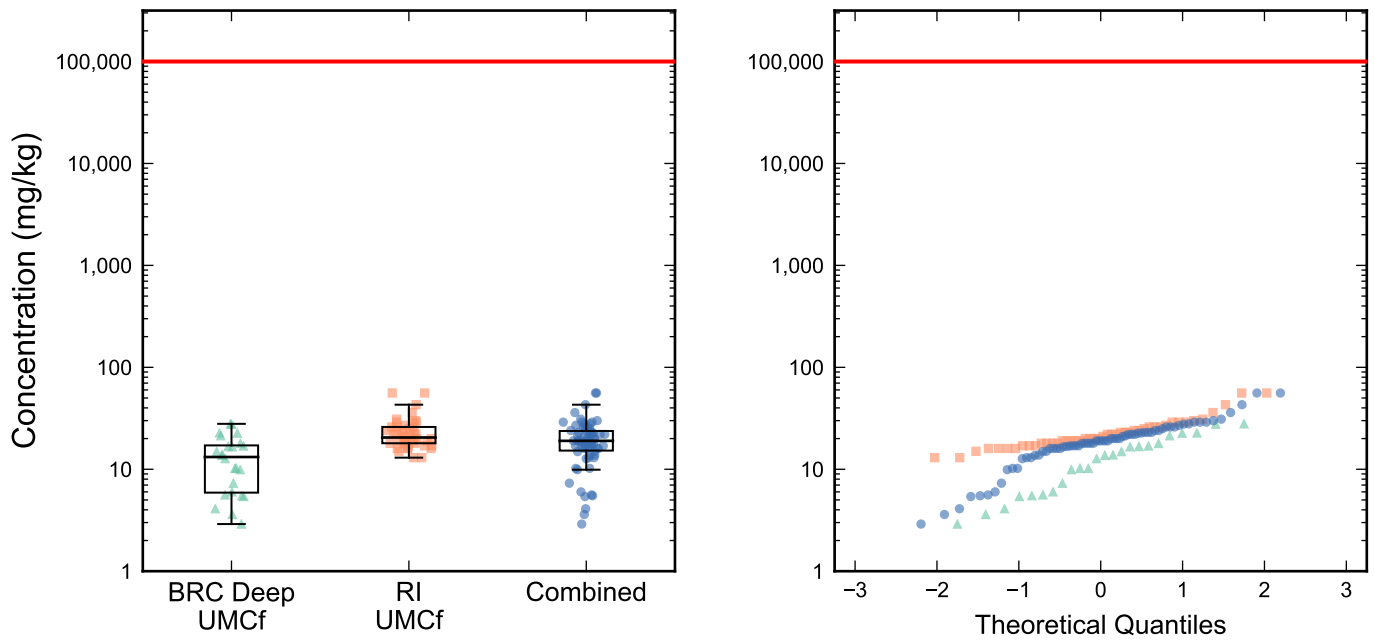 Concentration (mg/kg)
100,000
10,000
1,000
100
10
1
BRC Deep
UMCf
RI
UMCf
Combined
100,000
10,000
1,000
100
10
1
−3
−2
−1
0
1
2
3
Theoretical Quantiles